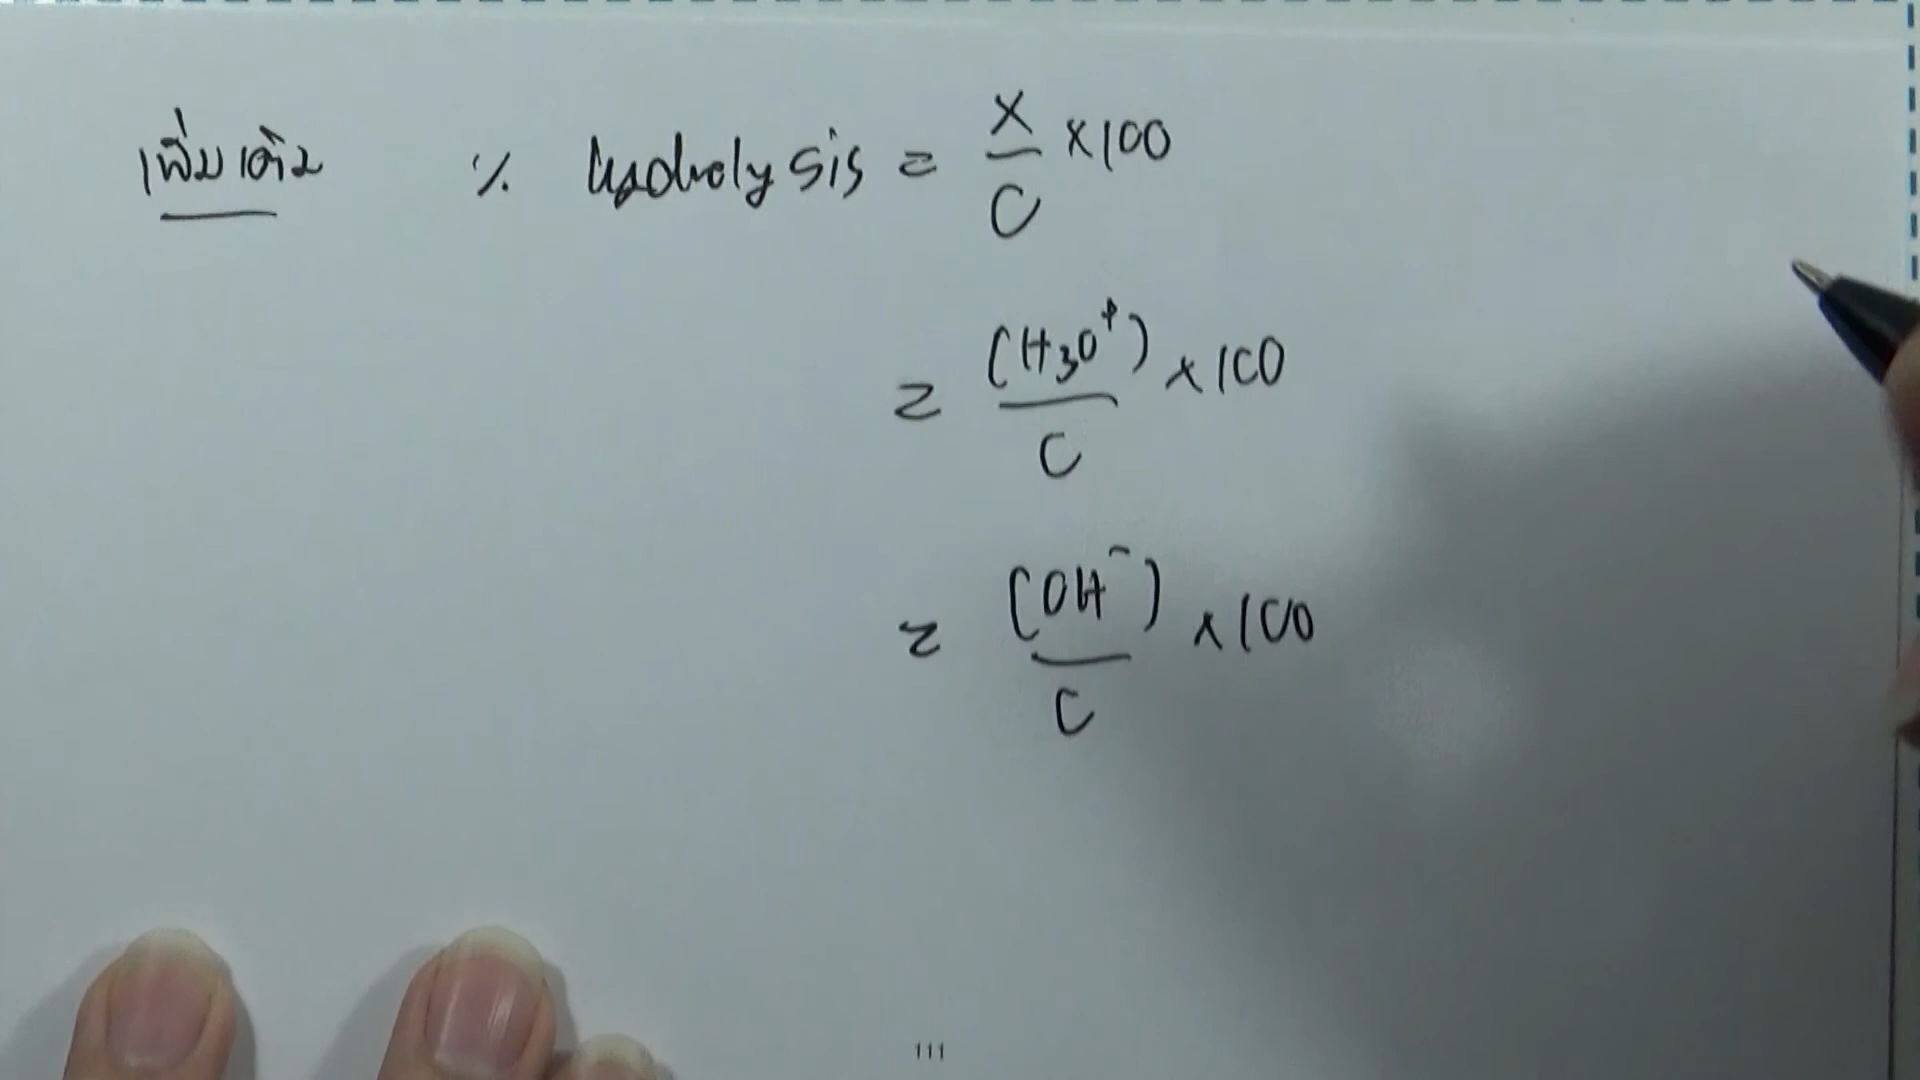 เพิ่มเติม % hydrolysis = x/C × 100
= (H₃O⁺)/C × 100
= (OH⁻)/C × 100
111